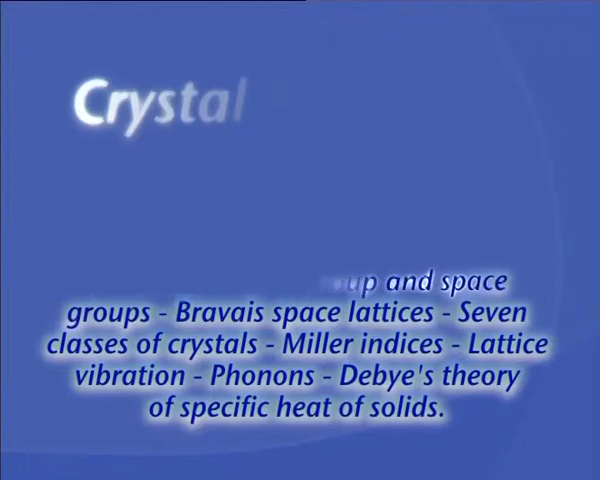 Crystal
and space
groups - Bravais space lattices - Seven
classes of crystals - Miller indices - Lattice
vibration - Phonons - Debye's theory
of specific heat of solids.